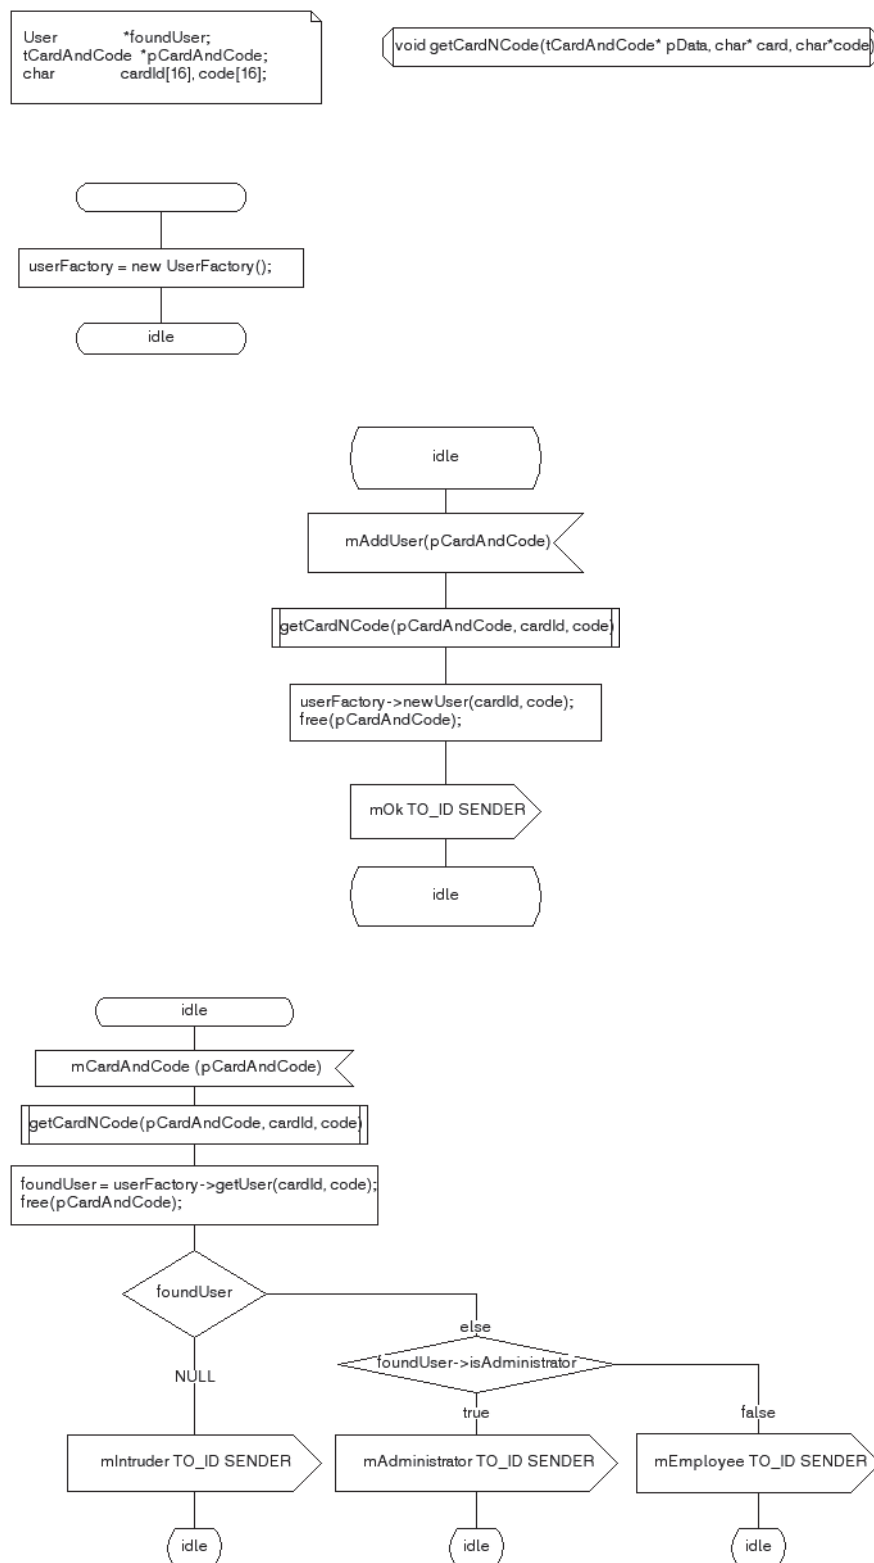 User *foundUser;
tCardAndCode *pCardAndCode;
char cardId[16], code[16];
void getCardNCode(tCardAndCode* pData, char* card, char*code)
userFactory = new UserFactory();
idle
idle
mAddUser(pCardAndCode)
getCardNCode(pCardAndCode, cardId, code)
userFactory->newUser(cardId, code);
free(pCardAndCode);
mOk TO_ID SENDER
idle
idle
mCardAndCode (pCardAndCode)
getCardNCode(pCardAndCode, cardId, code)
foundUser = userFactory->getUser(cardId, code);
free(pCardAndCode);
foundUser
else
foundUser->isAdministrator
NULL
true
false
mIntruder TO_ID SENDER
mAdministrator TO_ID SENDER
mEmployee TO_ID SENDER
idle
idle
idle